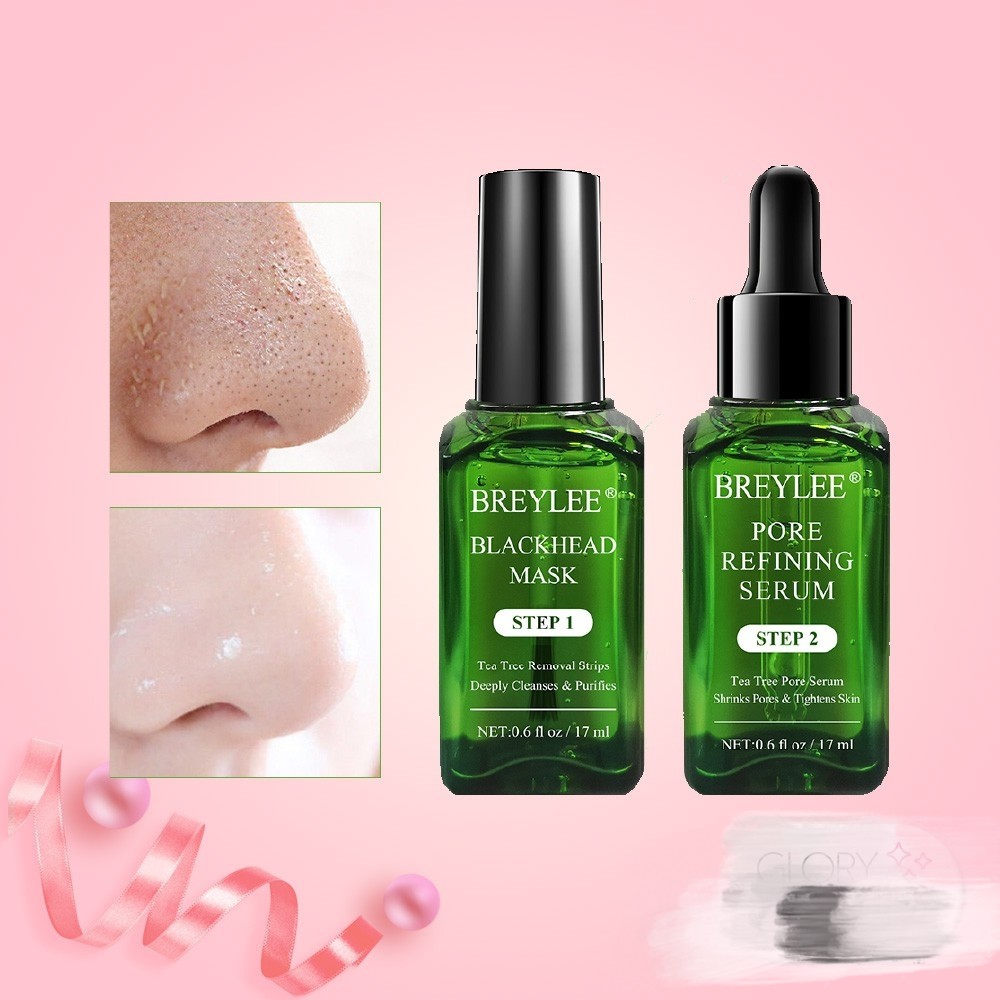 BREYLEE®
BLACKHEAD
MASK
STEP 1
Tea Tree Removal Strips
Deeply Cleanses & Purifies
NET:0.6 fl oz / 17 ml
BREYLEE®
PORE
REFINING
SERUM
STEP 2
Tea Tree Pore Serum
Shrinks Pores & Tightens Skin
NET:0.6 fl oz / 17 ml
GLORY